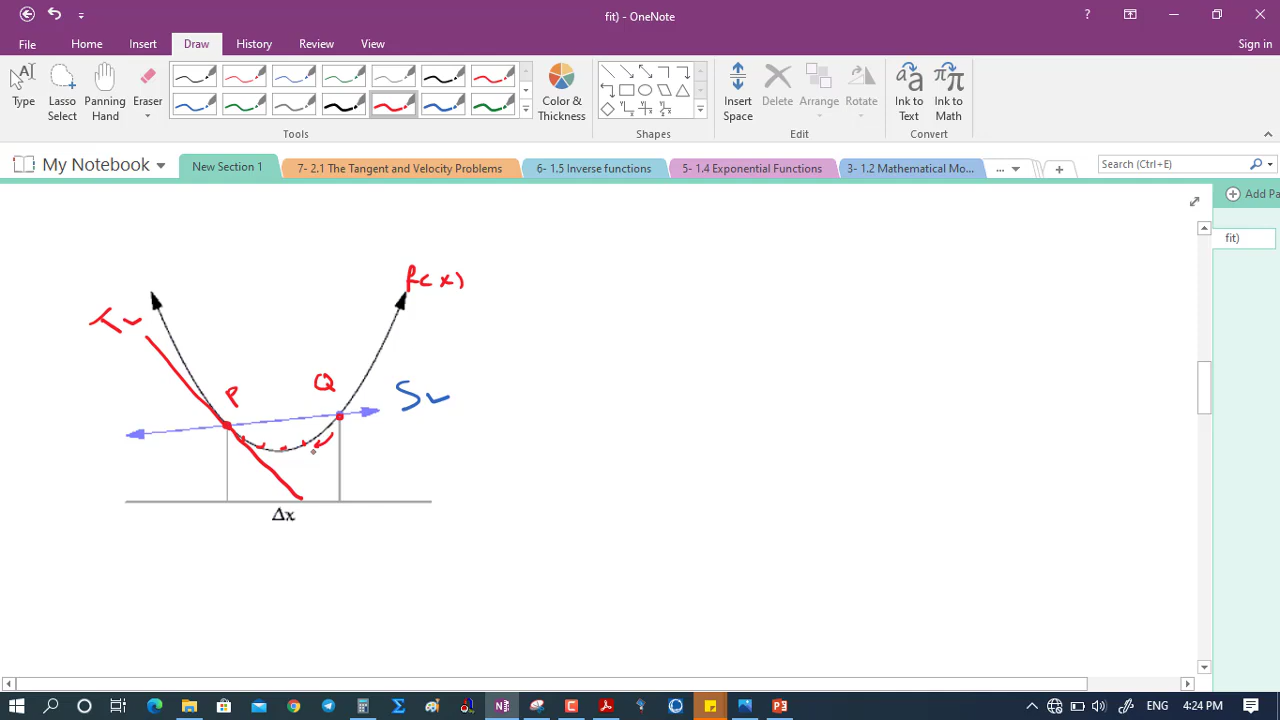 fit) - OneNote
File Home Insert Draw History Review View Sign in
Type Lasso Select Panning Hand Eraser Color & Thickness Insert Space Delete Arrange Rotate Ink to Text Ink to Math
Tools Shapes Edit Convert
My Notebook New Section 1 7- 2.1 The Tangent and Velocity Problems 6- 1.5 Inverse functions 5- 1.4 Exponential Functions 3- 1.2 Mathematical Mo... ... Search (Ctrl+E)
Add Pa
fit)
f(x)
P
Q
Δx
ENG 4:24 PM